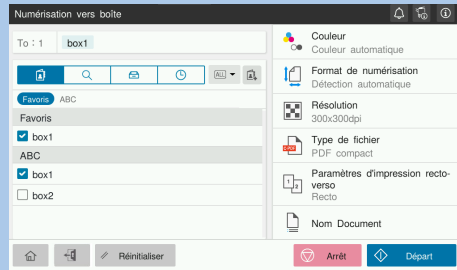 Numérisation vers boîte
To : 1 box1
ALL
Favoris ABC
Favoris
box1
ABC
box1
box2
Couleur
Couleur automatique
Format de numérisation
Détection automatique
Résolution
300x300dpi
Type de fichier
PDF compact
Paramètres d'impression recto-
verso
Recto
Nom Document
Réinitialiser
Arrêt
Départ